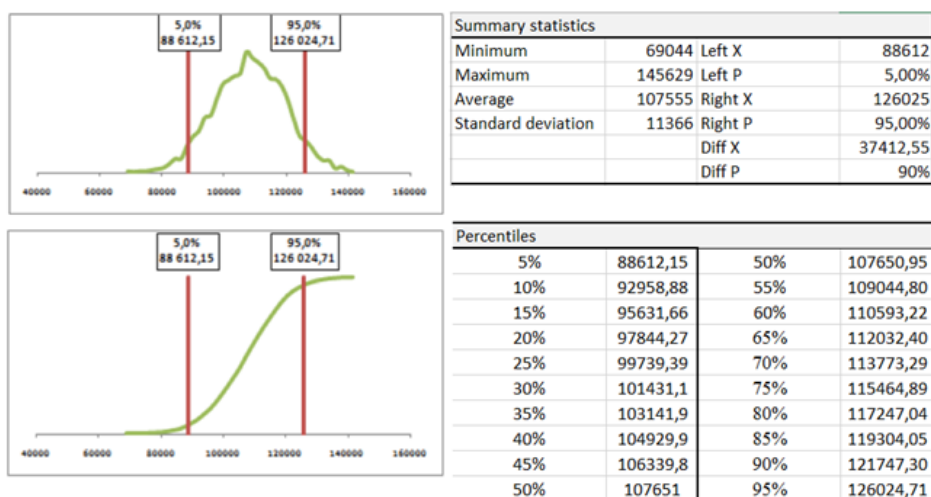 5,0%
88 612,15
95,0%
126 024,71
40000 60000 80000 100000 120000 140000 160000
Summary statistics
Minimum 69044 Left X 88612
Maximum 145629 Left P 5,00%
Average 107555 Right X 126025
Standard deviation 11366 Right P 95,00%
Diff X 37412,55
Diff P 90%
5,0%
88 612,15
95,0%
126 024,71
40000 60000 80000 100000 120000 140000 160000
Percentiles
5% 88612,15 50% 107650,95
10% 92958,88 55% 109044,80
15% 95631,66 60% 110593,22
20% 97844,27 65% 112032,40
25% 99739,39 70% 113773,29
30% 101431,1 75% 115464,89
35% 103141,9 80% 117247,04
40% 104929,9 85% 119304,05
45% 106339,8 90% 121747,30
50% 107651 95% 126024,71